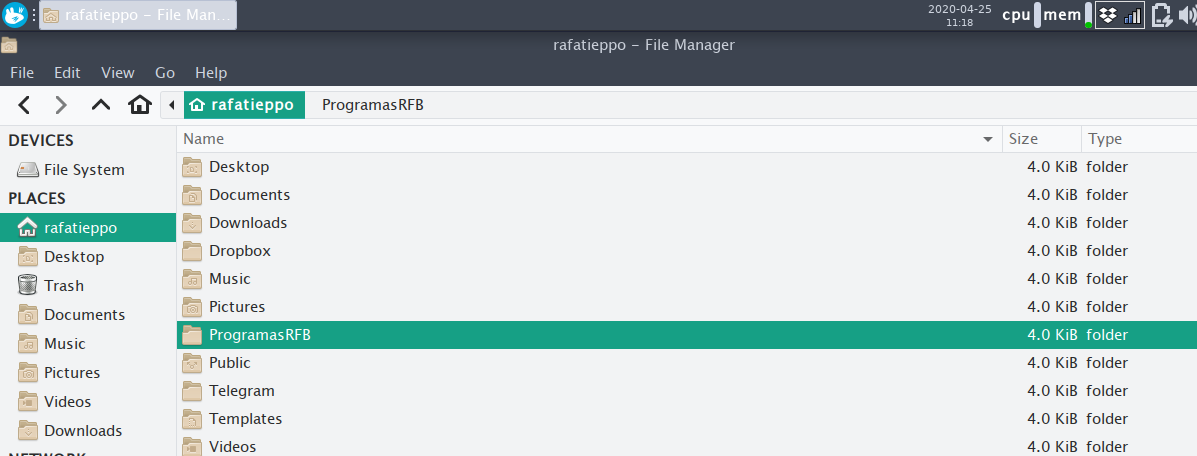 rafatieppo – File Man...
2020-04-25
11:18
cpu mem
rafatieppo – File Manager
File Edit View Go Help
rafatieppo ProgramasRFB
DEVICES
File System
PLACES
rafatieppo
Desktop
Trash
Documents
Music
Pictures
Videos
Downloads
NETWORK
Name Size Type
Desktop 4.0 KiB folder
Documents 4.0 KiB folder
Downloads 4.0 KiB folder
Dropbox 4.0 KiB folder
Music 4.0 KiB folder
Pictures 4.0 KiB folder
ProgramasRFB 4.0 KiB folder
Public 4.0 KiB folder
Telegram 4.0 KiB folder
Templates 4.0 KiB folder
Videos 4.0 KiB folder